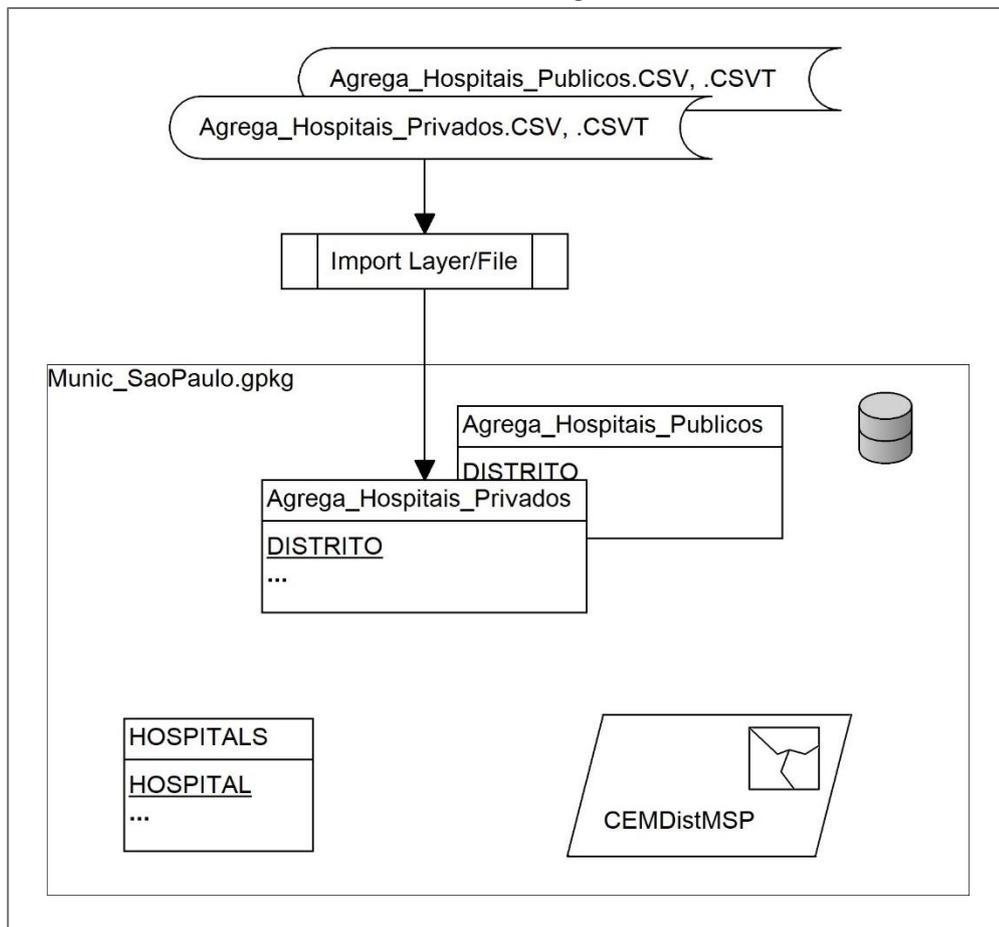 Agrega_Hospitais_Publicos.CSV, .CSVT
Agrega_Hospitais_Privados.CSV, .CSVT
Import Layer/File
Munic_SaoPaulo.gpkg
Agrega_Hospitais_Publicos
DISTRITO
Agrega_Hospitais_Privados
DISTRITO
...
HOSPITALS
HOSPITAL
...
CEMDistMSP